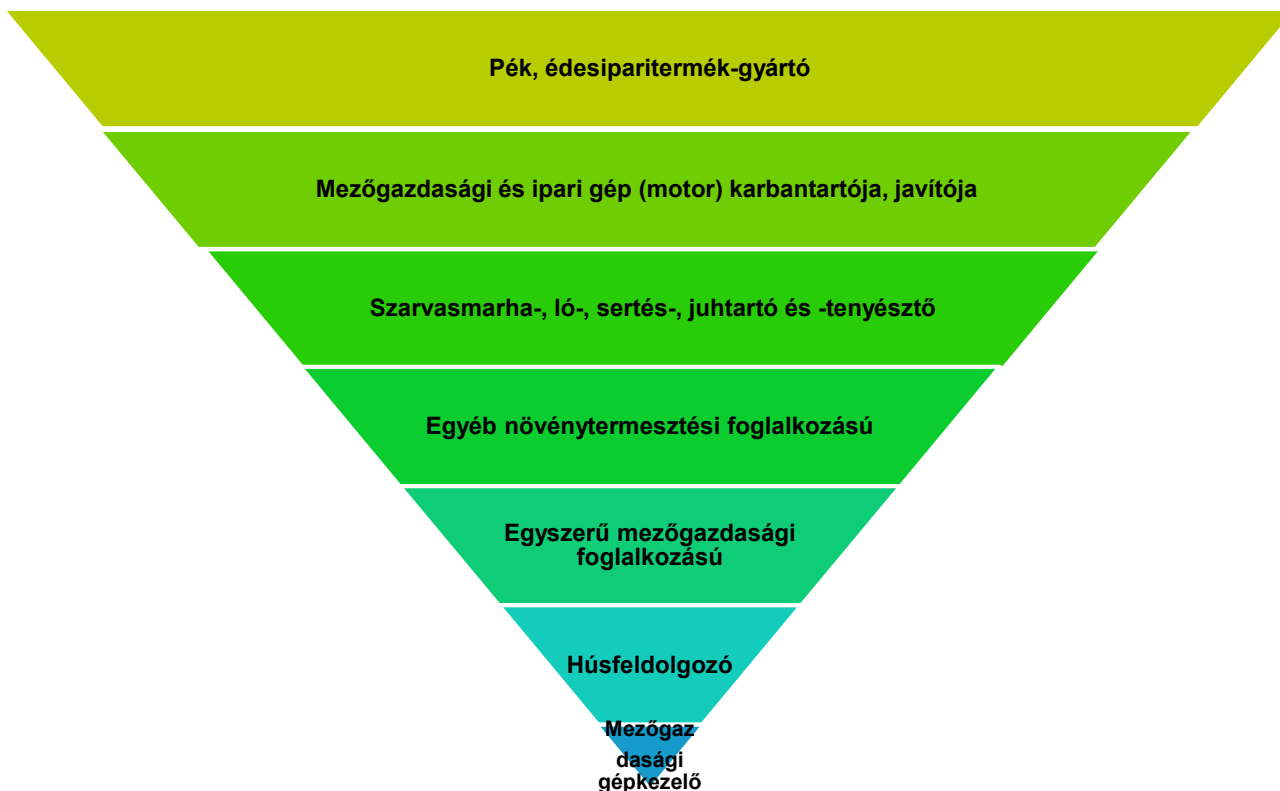 Pék, édesiparitermék-gyártó
Mezőgazdasági és ipari gép (motor) karbantartója, javítója
Szarvasmarha-, ló-, sertés-, juhtartó és -tenyésztő
Egyéb növénytermesztési foglalkozású
Egyszerű mezőgazdasági
foglalkozású
Húsfeldolgozó
Mezőgaz
dasági
gépkezelő